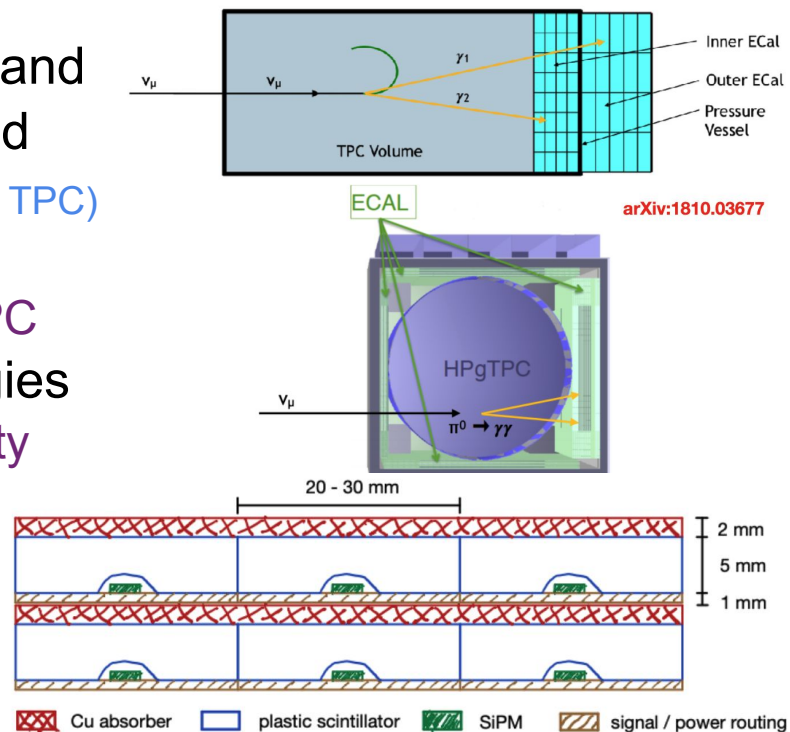 and
d
TPC)
PC
uies
ty
νμ
νμ
γ1
γ2
TPC Volume
Inner ECal
Outer ECal
Pressure
Vessel
arXiv:1810.03677
ECAL
HPgTPC
νμ
π⁰ → γγ
20 - 30 mm
2 mm
5 mm
1 mm
Cu absorber
plastic scintillator
SiPM
signal / power routing